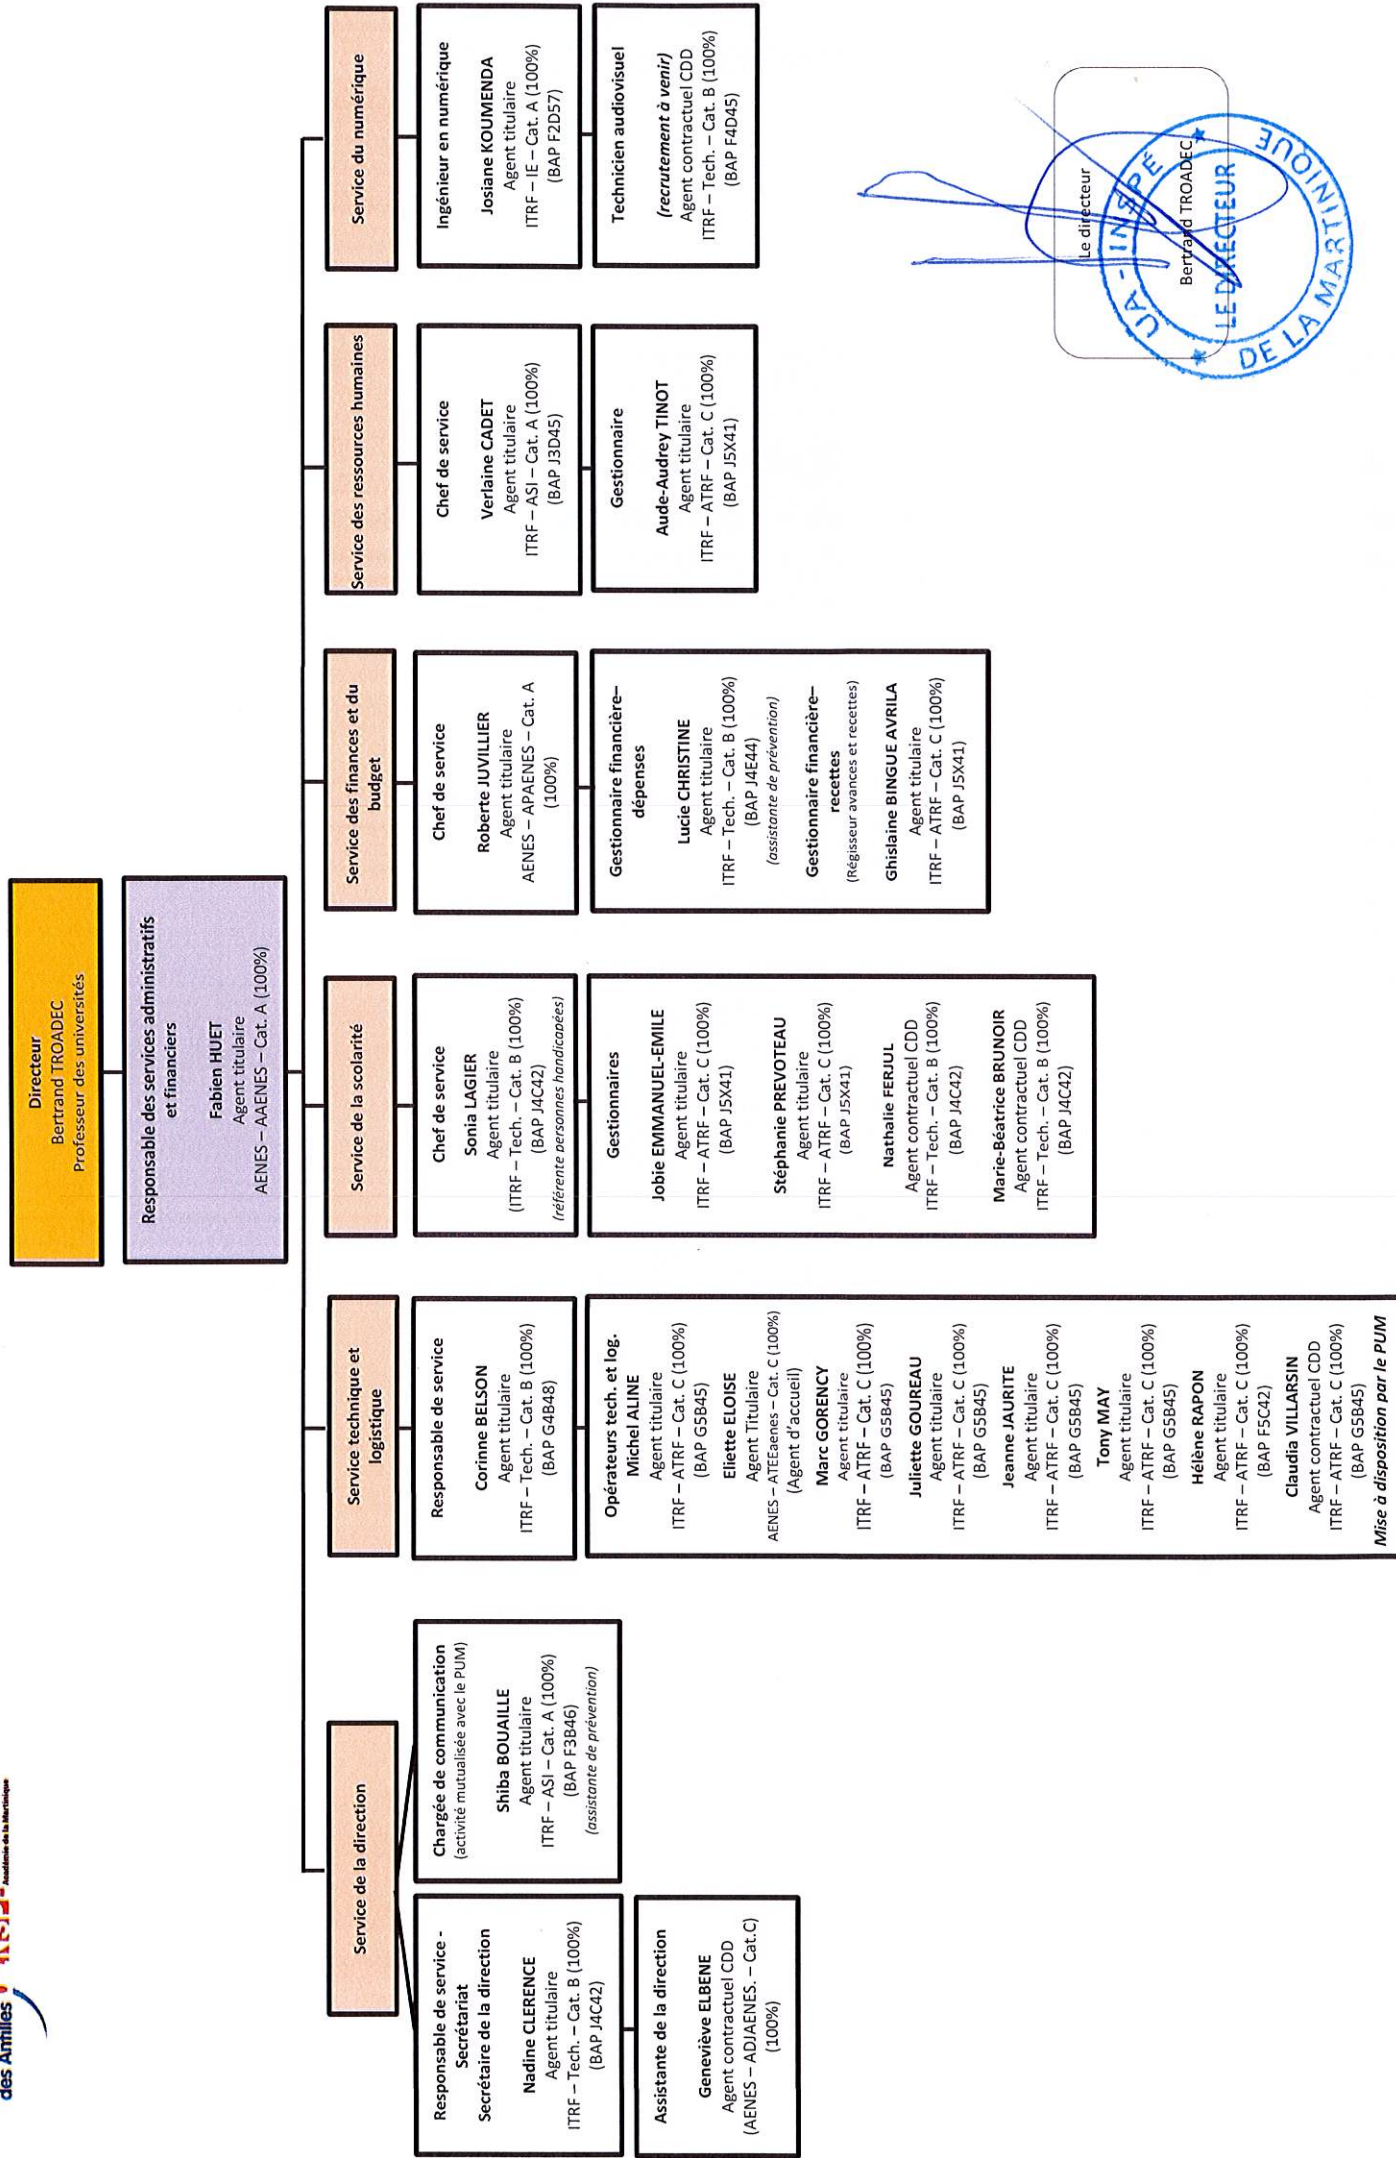 des Antilles
Académie de la Martinique
Directeur
Bertrand TROADEC
Professeur des universités
Responsable des services administratifs
et financiers
Fabien HUET
Agent titulaire
AENES – AAENES – Cat. A (100%)
Service de la direction
Responsable de service -
Secrétariat
Secrétaire de la direction
Nadine CLERENCE
Agent titulaire
ITRF – Tech. – Cat. B (100%)
(BAP J4C42)
Assistante de la direction
Geneviève ELBENE
Agent contractuel CDD
(AENES – ADJAENES. – Cat.C)
(100%)
Chargée de communication
(activité mutualisée avec le PUM)
Shiba BOUAILLE
Agent titulaire
ITRF – ASI – Cat. A (100%)
(BAP F3B46)
(assistante de prévention)
Service technique et
logistique
Responsable de sert service
Corinne BELSON
Agent titulaire
ITRF – Tech. – Cat. B (100%)
(BAP G4B48)
Opérateurs tech. et log.
Michel ALINE
Agent titulaire
ITRF – ATRF – Cat. C (100%)
(BAP G5B45)
Eliette ELOISE
Agent Titulaire
AENES – ATEEaenes – Cat. C (100%)
(Agent d'accueil)
Marc GORENCY
Agent titulaire
ITRF – ATRF – Cat. C (100%)
(BAP G5B45)
Juliette GOUREAU
Agent titulaire
ITRF – ATRF – Cat. C (100%)
(BAP G5B45)
Jeanne JAURITE
Agent titulaire
ITRF – ATRF – Cat. C (100%)
(BAP G5B45)
Tony MAY
Agent titulaire
ITRF – ATRF – Cat. C (100%)
(BAP G5B45)
Hélène RAPON
Agent titulaire
ITRF – ATRF – Cat. C (100%)
(BAP F5C42)
Claudia VILLARSIN
Agent contractuel CDD
ITRF – ATRF – Cat. C (100%)
(BAP G5B45)
Mise à disposition par le PUM
Service de la scolarité
Chef de service
Sonia LAGIER
Agent titulaire
(ITRF – Tech. – Cat. B (100%)
(BAP J4C42)
(référente personnes handicapées)
Gestionnaires
Jobie EMMANUEL-EMILE
Agent titulaire
ITRF – ATRF – Cat. C (100%)
(BAP J5X41)
Stéphanie PREVOTEAU
Agent titulaire
ITRF – ATRF – Cat. C (100%)
(BAP J5X41)
Nathalie FERJUL
Agent contractuel CDD
ITRF – Tech. – Cat. B (100%)
(BAP J4C42)
Marie-Béatrice BRUNOIR
Agent contractuel CDD
ITRF – Tech. – Cat. B (100%)
(BAP J4C42)
Service des finances et du
budget
Chef de service
Roberte JUVILLIER
Agent titulaire
AENES – APAENES – Cat. A
(100%)
Gestionnaire financière–
dépenses
Lucie CHRISTINE
Agent titulaire
ITRF – Tech. – Cat. B (100%)
(BAP J4E44)
(assistante de prévention)
Gestionnaire financière–
recettes
(Régisseur avances et recettes)
Ghislaine BINGUE AVRILA
Agent titulaire
ITRF – ATRF – Cat. C (100%)
(BAP J5X41)
Service des ressources humaines
Chef de service
Verlaine CADET
Agent titulaire
ITRF – ASI – Cat. A (100%)
(BAP J3D45)
Gestionnaire
Aude-Audrey TINOT
Agent titulaire
ITRF – ATRF – Cat. C (100%)
(BAP J5X41)
Service du numérique
Ingénieur en numérique
Josiane KOUMENDA
Agent titulaire
ITRF – IE – Cat. A (100%)
(BAP F2D57)
Technicien audiovisuel
(recrutement à venir)
Agent contractuel CDD
ITRF – Tech. – Cat. B (100%)
(BAP F4D45)
Le directeur
Bertrand TROADEC
UA - INSPÉ
LE DIRECTEUR
DE LA MARTINIQUE